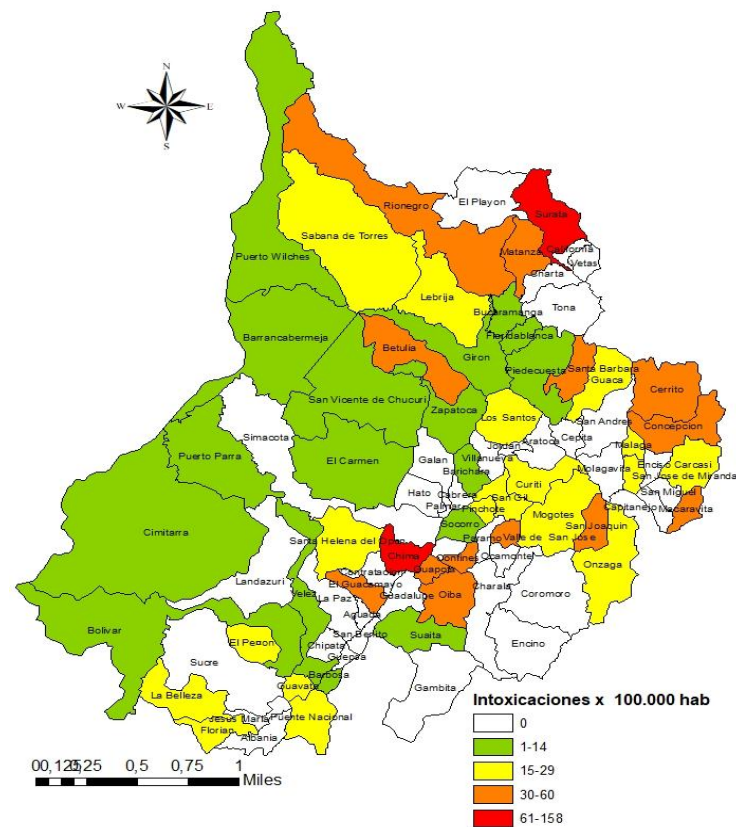 N
W
E
S
El Playon
Rionegro
Surata
Sabana de Torres
California
Matanza
Vetas
Puerto Wilches
Charta
Lebrija
Tona
Bucaramanga
Barrancabermeja
Floridablanca
Betulia
Giron
Piedecuesta
Santa Barbara
Guaca
Cerrito
San Vicente de Chucuri
Zapatoca
Los Santos
San Andres
Concepcion
Simacota
Jordan
Aratoca
Cepita
Malaga
Galan
Villanueva
El Carmen
Enciso
Carcasi
Puerto Parra
Barichara
Molagavita
San Jose de Miranda
Hato
Cabrera
Curiti
San Miguel
Palmar
San Gil
Pinchote
Mogotes
Capitanejo
Macaravita
Socorro
San Joaquin
Cimitarra
Santa Helena del Opon
Paramo
Valle de San Jose
Chima
Confines
Ocamonte
Onzaga
Contratacion
Guapota
Landazuri
El Guacamayo
Velez
La Paz
Guadalupe
Oiba
Charala
Coromoro
Aguada
Bolivar
San Benito
El Peñon
Chipata
Suaita
Encino
Sucre
Guepsa
Barbosa
Gambita
La Belleza
Guavata
Jesus Maria
Puente Nacional
Florian
Albania
Intoxicaciones x 100.000 hab
0
1-14
15-29
30-60
61-158
00,125
0,25
0,5
0,75
1
Miles